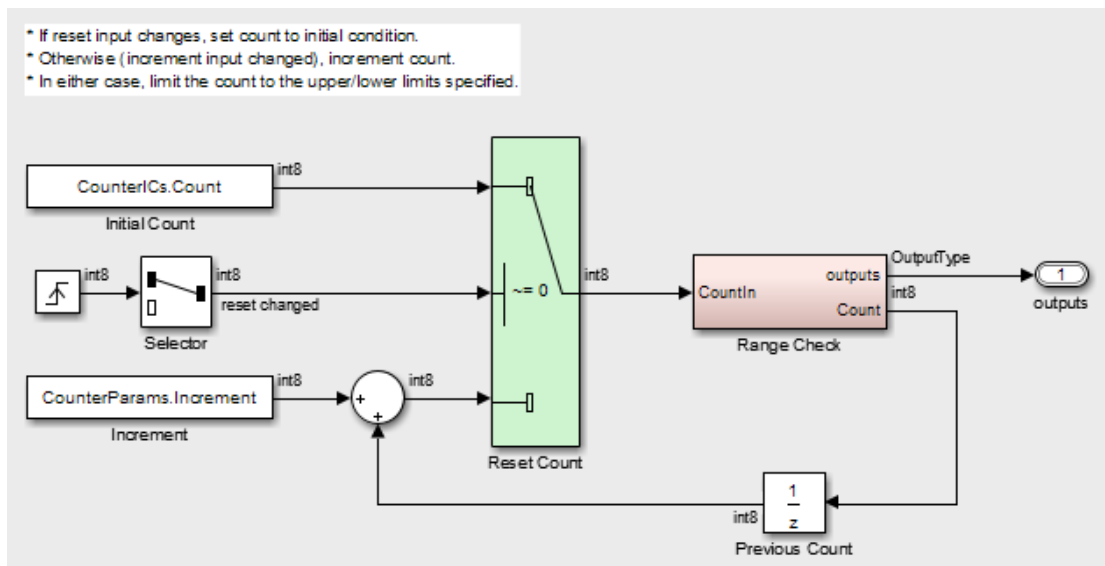 * If reset input changes, set count to initial condition.
* Otherwise (increment input changed), increment count.
* In either case, limit the count to the upper/lower limits specified.
CounterICs.Count
int8
Initial Count
int8
int8
reset changed
Selector
CounterParams.Increment
int8
Increment
+
+
int8
~= 0
Reset Count
int8
CountIn
outputs
Count
Range Check
OutputType
int8
1
outputs
1
z
int8
Previous Count